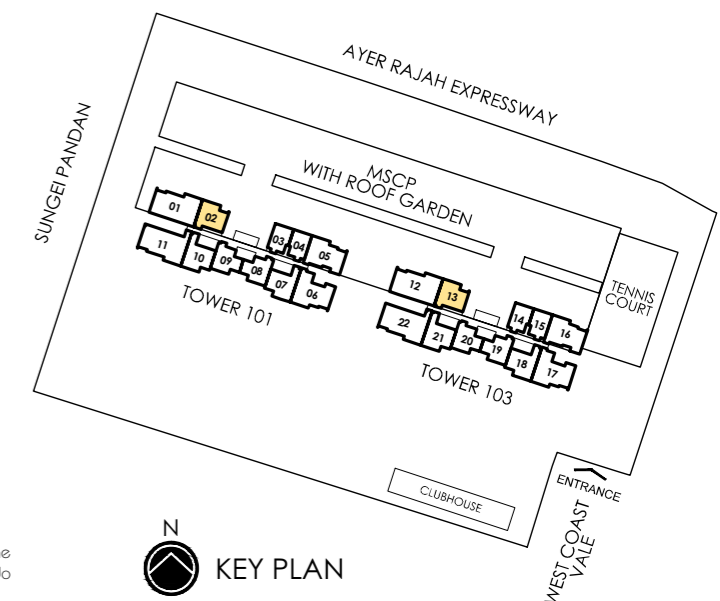 AYER RAJAH EXPRESSWAY
SUNGEI PANDAN
MSCP
WITH ROOF GARDEN
01
02
03
04
05
11
10
09
08
07
06
TOWER 101
12
13
14
15
16
22
21
20
19
18
17
TOWER 103
TENNIS
COURT
CLUBHOUSE
ENTRANCE
WEST COAST
VALE
N
KEY PLAN